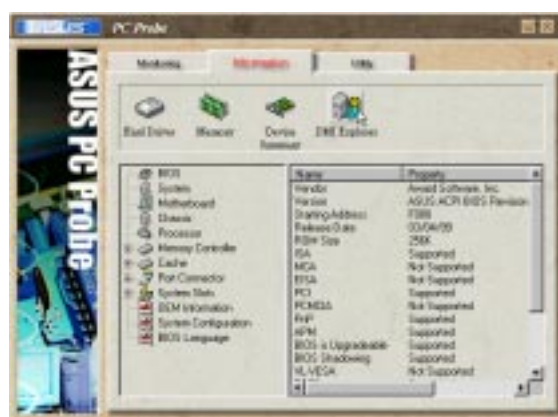 ASUS PC Probe
ASUS PC Probe
Monitoring Information Utility
Hard Drives Memory Device Summary DMI Explorer
BIOS
System
Motherboard
Chassis
Processor
Memory Controller
Cache
Port Connector
System Slots
OEM Information
System Configuration
BIOS Language
Name Property
Vendor Award Software, Inc.
Version ASUS ACPI BIOS Revision
Starting Address F000
Release Date 03/04/99
ROM Size 256K
ISA Supported
MCA Not Supported
EISA Not Supported
PCI Supported
PCMCIA Not Supported
PNP Supported
APM Supported
BIOS is Upgradeable Supported
BIOS Shadowing Supported
VL-VESA Not Supported